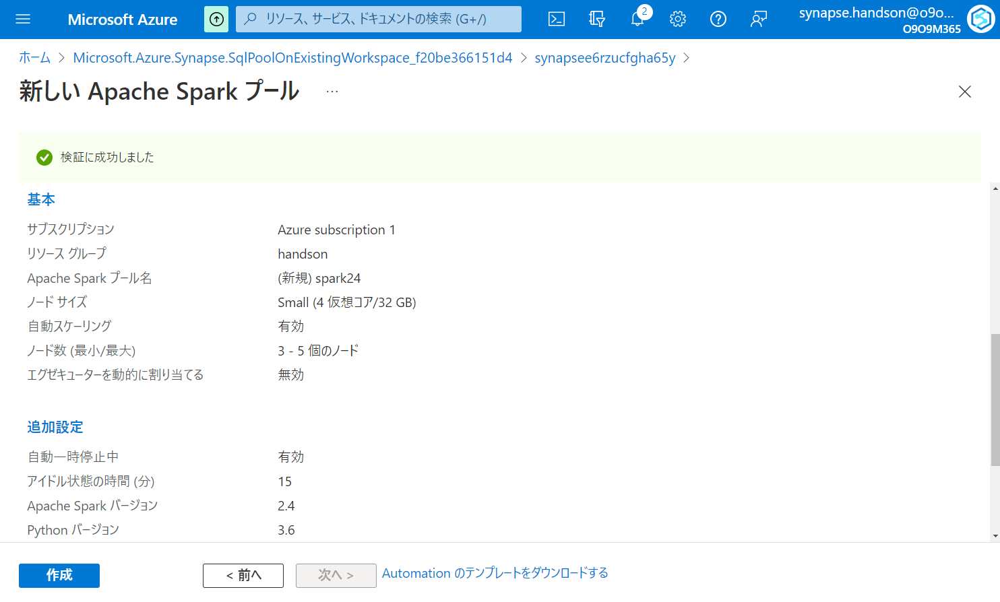 Microsoft Azure
リソース、サービス、ドキュメントの検索 (G+/)
2
synapse.handson@o9o...
O9O9M365
ホーム > Microsoft.Azure.Synapse.SqlPoolOnExistingWorkspace_f20be366151d4 > synapsee6rzucfgha65y >
新しい Apache Spark プール ...
検証に成功しました
基本
サブスクリプション Azure subscription 1
リソース グループ handson
Apache Spark プール名 (新規) spark24
ノード サイズ Small (4 仮想コア/32 GB)
自動スケーリング 有効
ノード数 (最小/最大) 3 - 5 個のノード
エグゼキューターを動的に割り当てる 無効
追加設定
自動一時停止中 有効
アイドル状態の時間 (分) 15
Apache Spark バージョン 2.4
Python バージョン 3.6
作成 < 前へ 次へ > Automation のテンプレートをダウンロードする